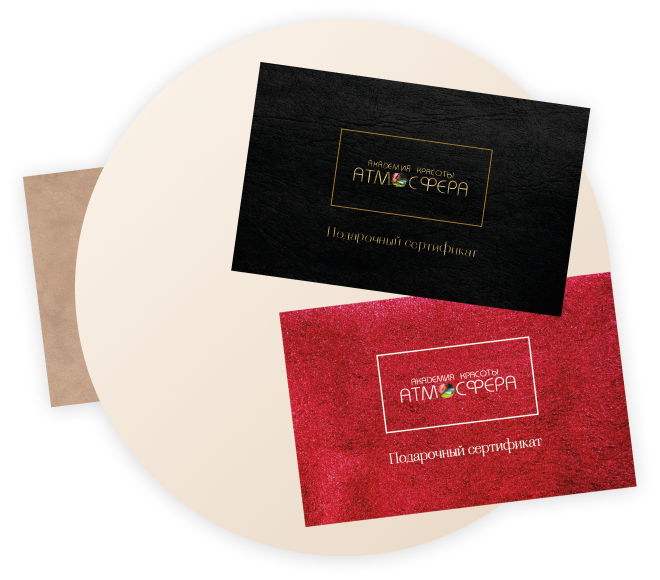 АКАДЕМИЯ КРАСОТЫ
АТМОСФЕРА
Подарочный сертификат
АКАДЕМИЯ КРАСОТЫ
АТМОСФЕРА
Подарочный сертификат